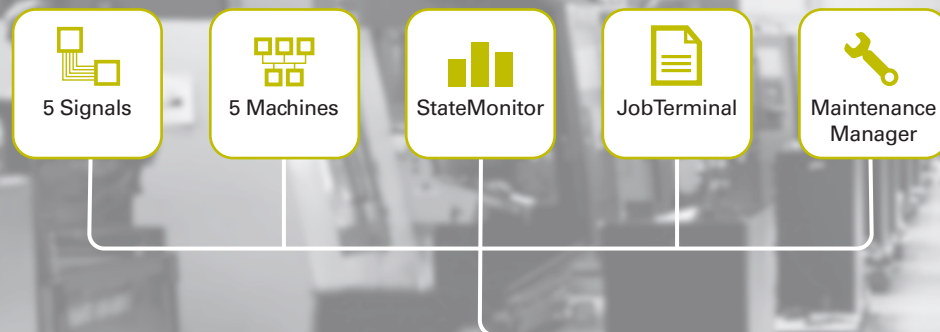 5 Signals
5 Machines
StateMonitor
JobTerminal
Maintenance
Manager